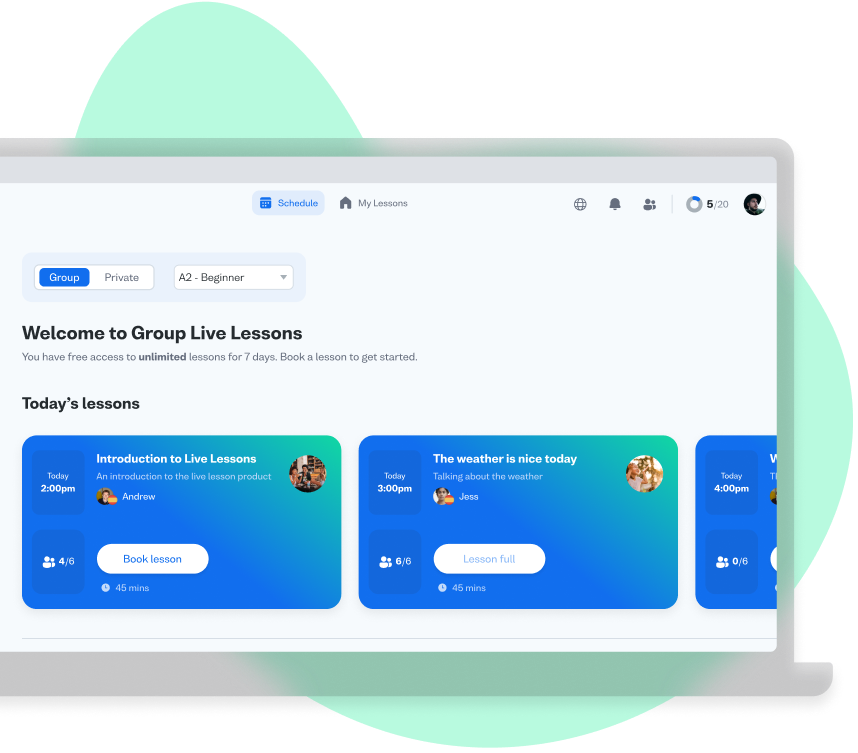 Schedule
My Lessons
5/20
Group
Private
A2 - Beginner
Welcome to Group Live Lessons
You have free access to unlimited lessons for 7 days. Book a lesson to get started.
Today's lessons
Today
2:00pm
Introduction to Live Lessons
An introduction to the live lesson product
Andrew
4/6
Book lesson
45 mins
Today
3:00pm
The weather is nice today
Talking about the weather
Jess
6/6
Lesson full
45 mins
Today
4:00pm
0/6